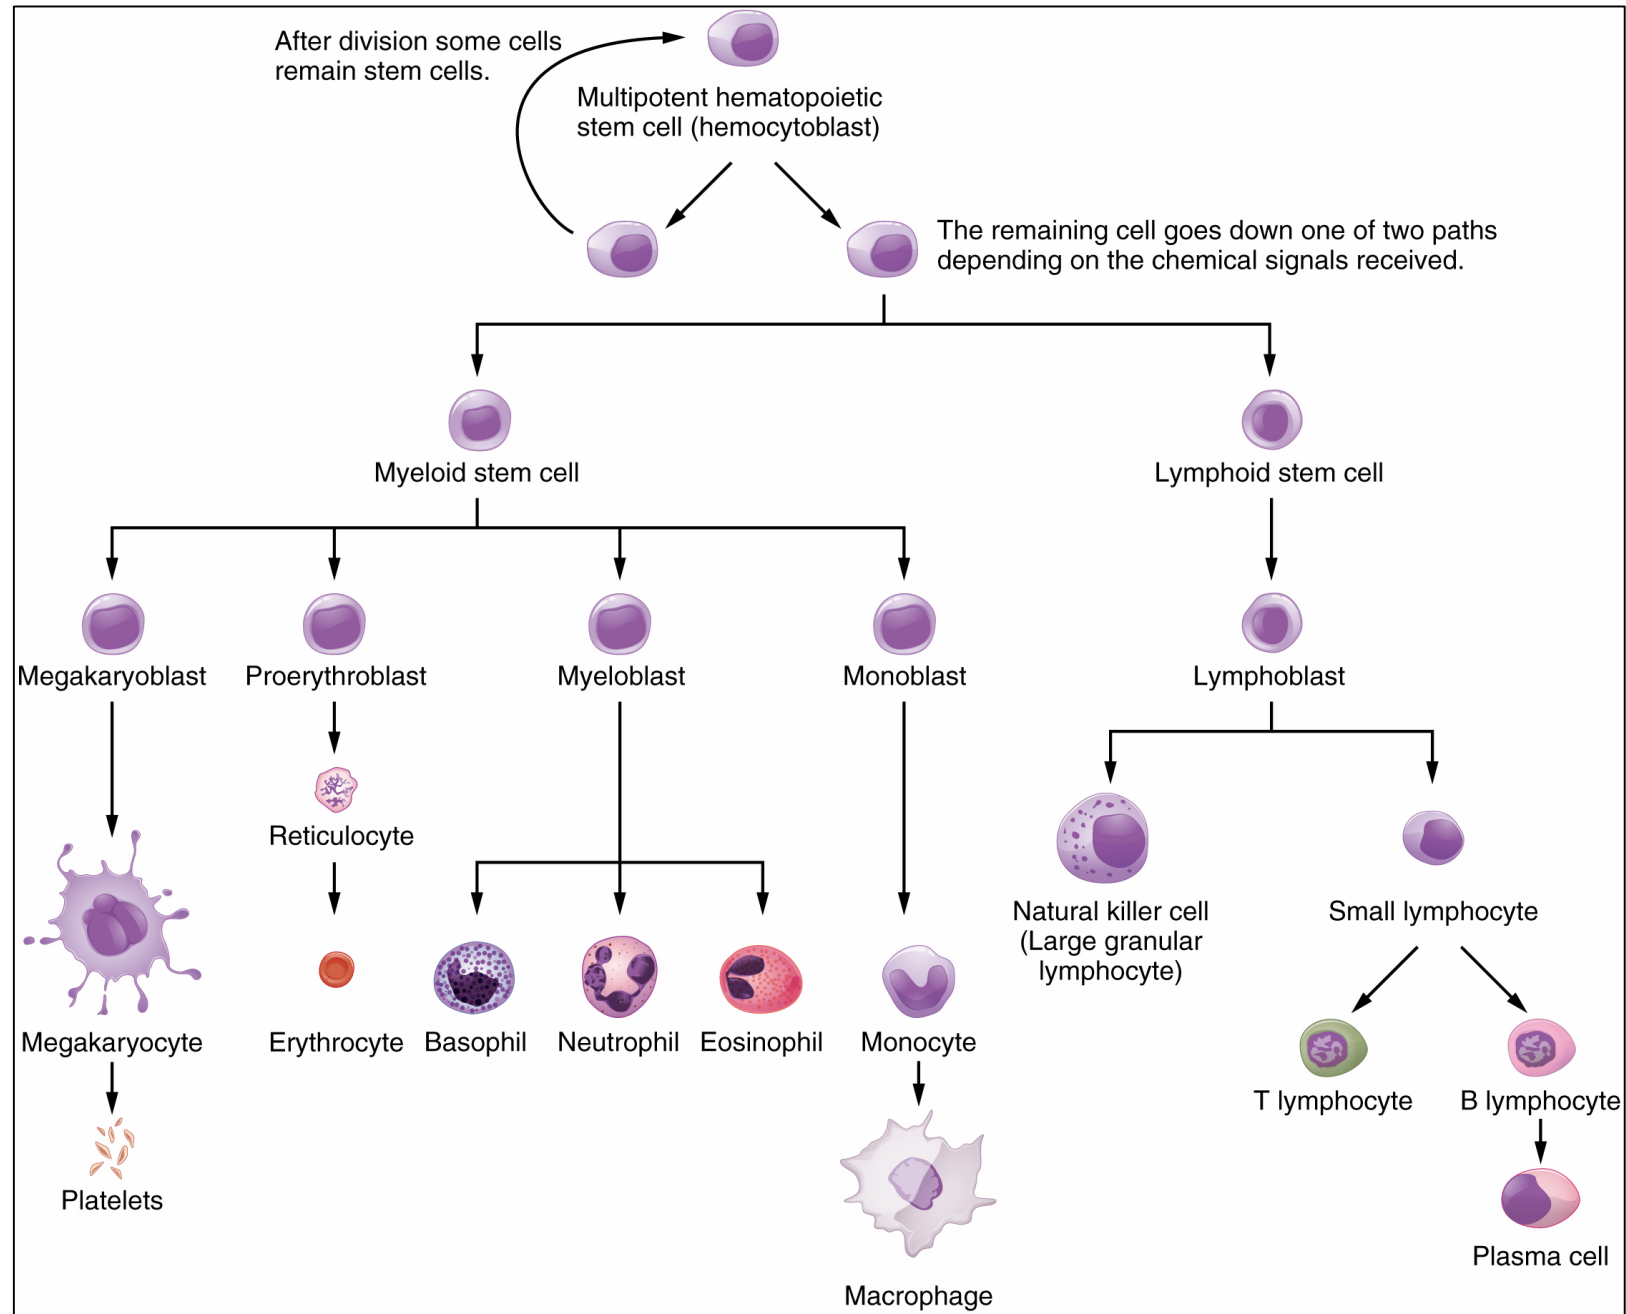 After division some cells
remain stem cells.
Multipotent hematopoietic
stem cell (hemocytoblast)
The remaining cell goes down one of two paths
depending on the chemical signals received.
Myeloid stem cell
Lymphoid stem cell
Megakaryoblast
Proerythroblast
Myeloblast
Monoblast
Lymphoblast
Reticulocyte
Natural killer cell
(Large granular
lymphocyte)
Small lymphocyte
Megakaryocyte
Erythrocyte
Basophil
Neutrophil
Eosinophil
Monocyte
T lymphocyte
B lymphocyte
Platelets
Plasma cell
Macrophage